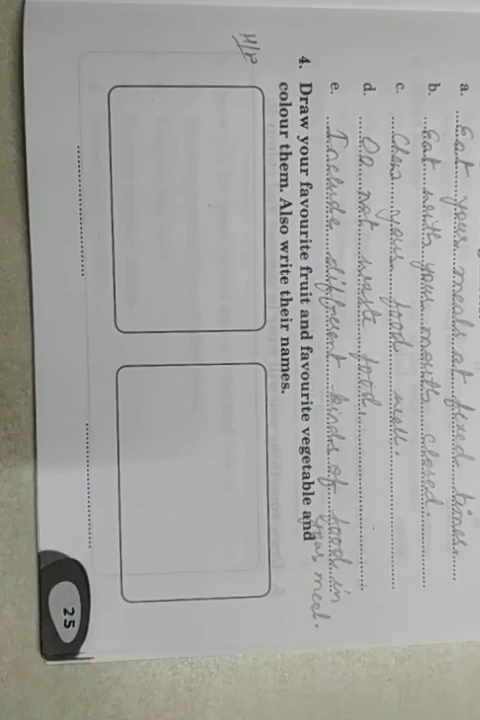 a. Eat your meals at fixed times.
b. Eat with your mouth closed.
c. Chew your food well.
d. Do not waste food.
e. Include different kinds of food in
your meal.
4. Draw your favourite fruit and favourite vegetable and
colour them. Also write their names.
H/W
25